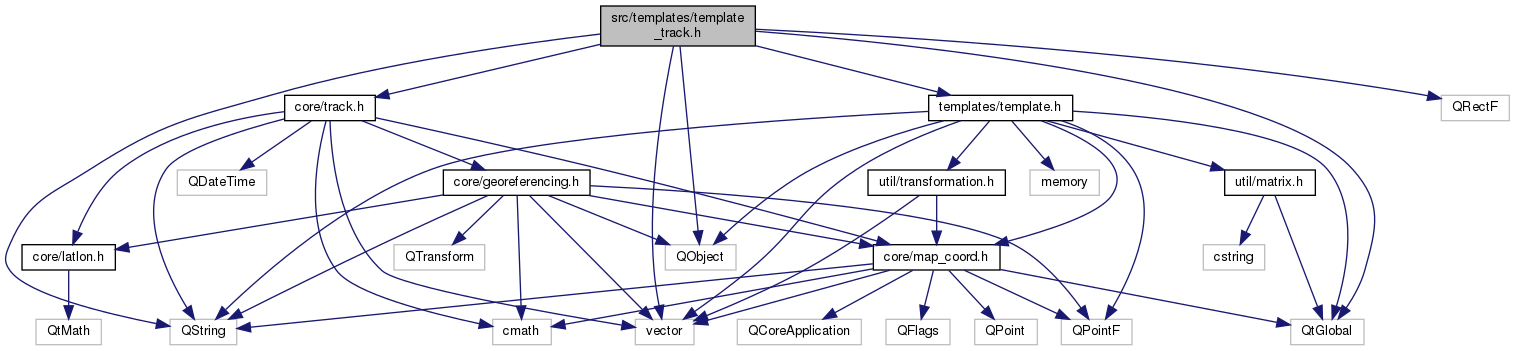 src/templates/template
_track.h
core/track.h
templates/template.h
QRectF
QDateTime
core/georeferencing.h
util/transformation.h
memory
util/matrix.h
core/latlon.h
QTransform
QObject
core/map_coord.h
cstring
QtMath
QString
cmath
vector
QCoreApplication
QFlags
QPoint
QPointF
QtGlobal